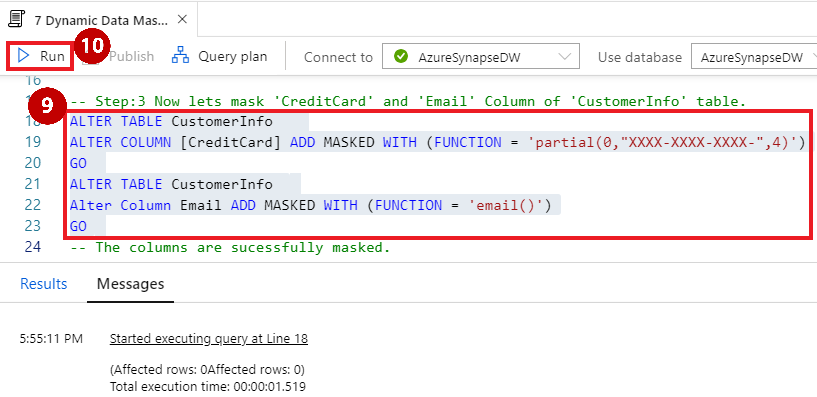 7 Dynamic Data Mas...
Run 10 Publish Query plan Connect to AzureSynapseDW Use database AzureSynapseDW
16
9 -- Step:3 Now lets mask 'CreditCard' and 'Email' Column of 'CustomerInfo' table.
18 ALTER TABLE CustomerInfo
19 ALTER COLUMN [CreditCard] ADD MASKED WITH (FUNCTION = 'partial(0,"XXXX-XXXX-XXXX-",4)')
20 GO
21 ALTER TABLE CustomerInfo
22 Alter Column Email ADD MASKED WITH (FUNCTION = 'email()')
23 GO
24 -- The columns are sucessfully masked.
Results Messages
5:55:11 PM Started executing query at Line 18
(Affected rows: 0Affected rows: 0)
Total execution time: 00:00:01.519